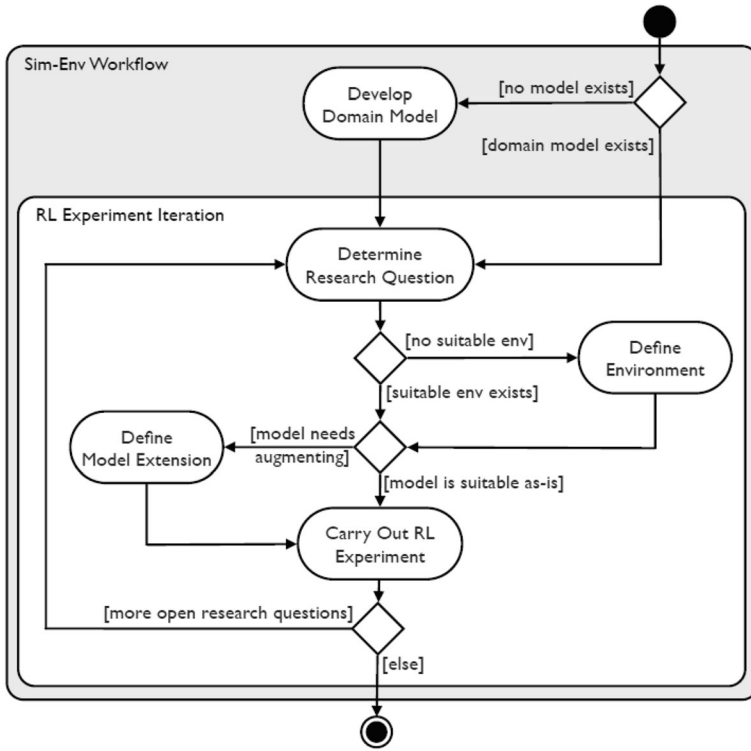 Sim-Env Workflow
Develop
Domain Model
[no model exists]
[domain model exists]
RL Experiment Iteration
Determine
Research Question
[no suitable env]
Define
Environment
[suitable env exists]
Define
Model Extension
[model needs
augmenting]
[model is suitable as-is]
Carry Out RL
Experiment
[more open research questions]
[else]